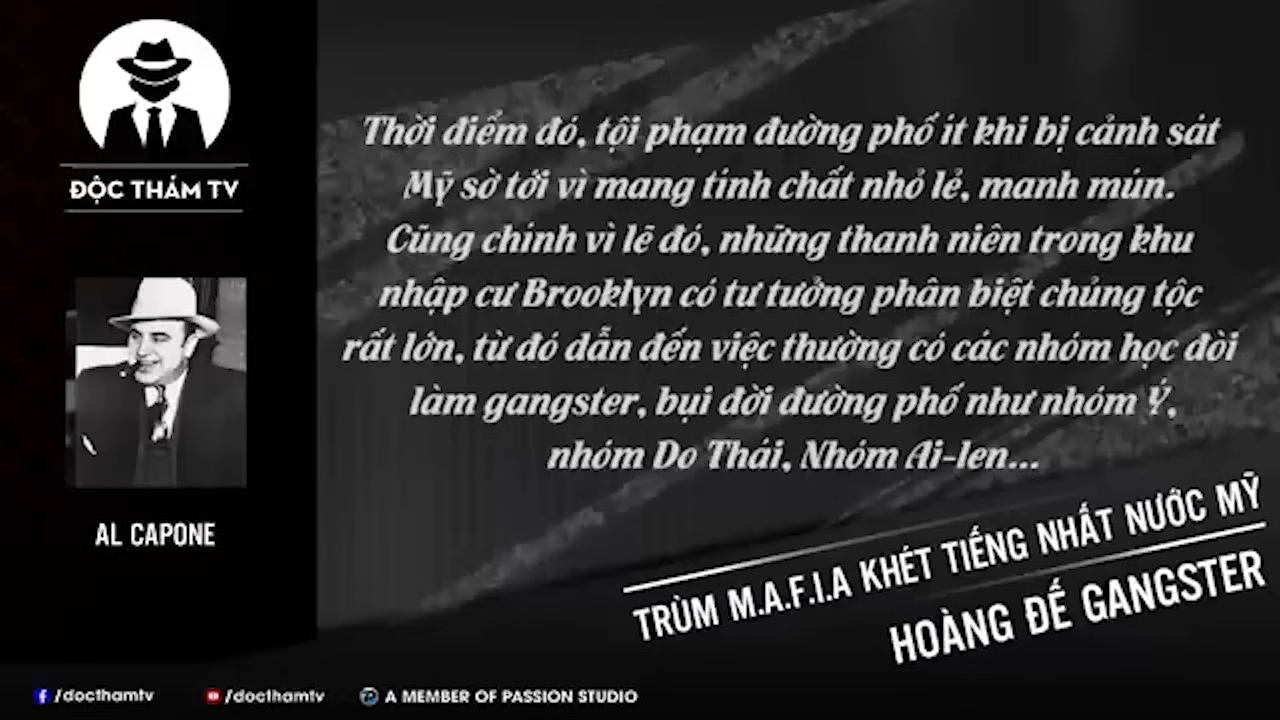 ĐỘC THÁM TV
AL CAPONE
Thời điểm đó, tội phạm đường phố ít khi bị cảnh sát
Mỹ sờ tới vì mang tính chất nhỏ lẻ, manh mún.
Cũng chính vì lẽ đó, những thanh niên trong khu
nhập cư Brooklyn có tư tưởng phân biệt chủng tộc
rất lớn, từ đó dẫn đến việc thường có các nhóm học đòi
làm gangster, bụi đời đường phố như nhóm Ý,
nhóm Do Thái, Nhóm Ai-len...
TRÙM M.A.F.I.A KHÉT TIẾNG NHẤT NƯỚC MỸ
HOÀNG ĐẾ GANGSTER
/docthamtv /docthamtv A MEMBER OF PASSION STUDIO